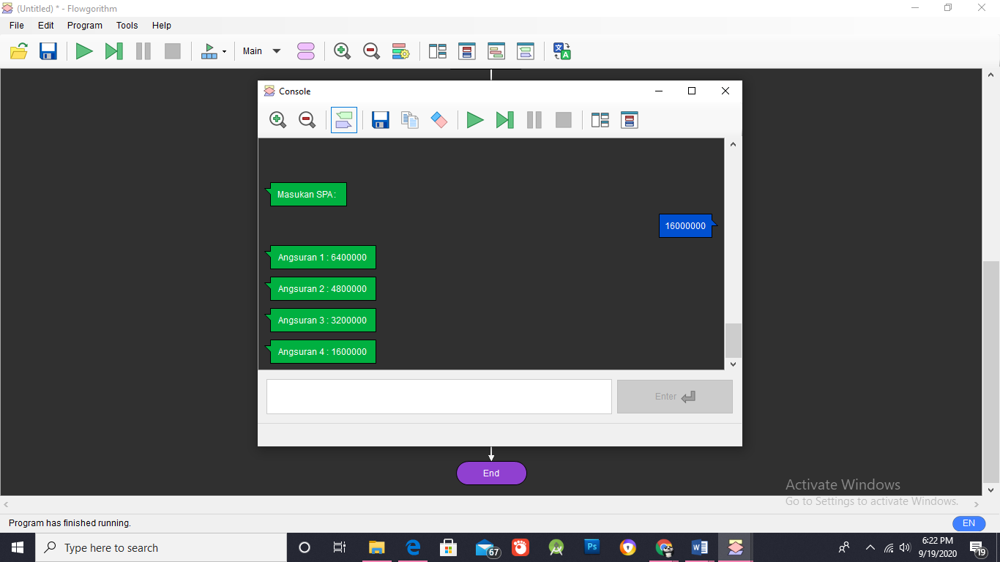 (Untitled) * - Flowgorithm
File Edit Program Tools Help
Main
Console
Masukan SPA:
16000000
Angsuran 1 : 6400000
Angsuran 2 : 4800000
Angsuran 3 : 3200000
Angsuran 4 : 1600000
Enter
End
Activate Windows
Go to Settings to activate Windows.
Program has finished running.
EN
Type here to search
67
Ps
6:22 PM
9/19/2020
19